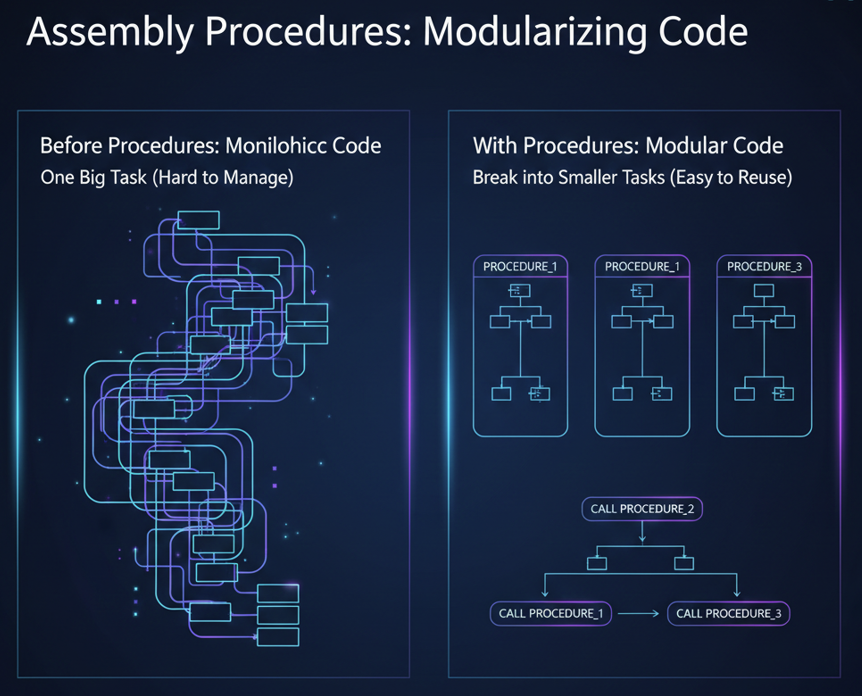 Assembly Procedures: Modularizing Code
Before Procedures: Monilohicc Code
One Big Task (Hard to Manage)
With Procedures: Modular Code
Break into Smaller Tasks (Easy to Reuse)
PROCEDURE_1
PROCEDURE_1
PROCEDURE_3
CALL PROCEDURE_2
CALL PROCEDURE_1
CALL PROCEDURE_3